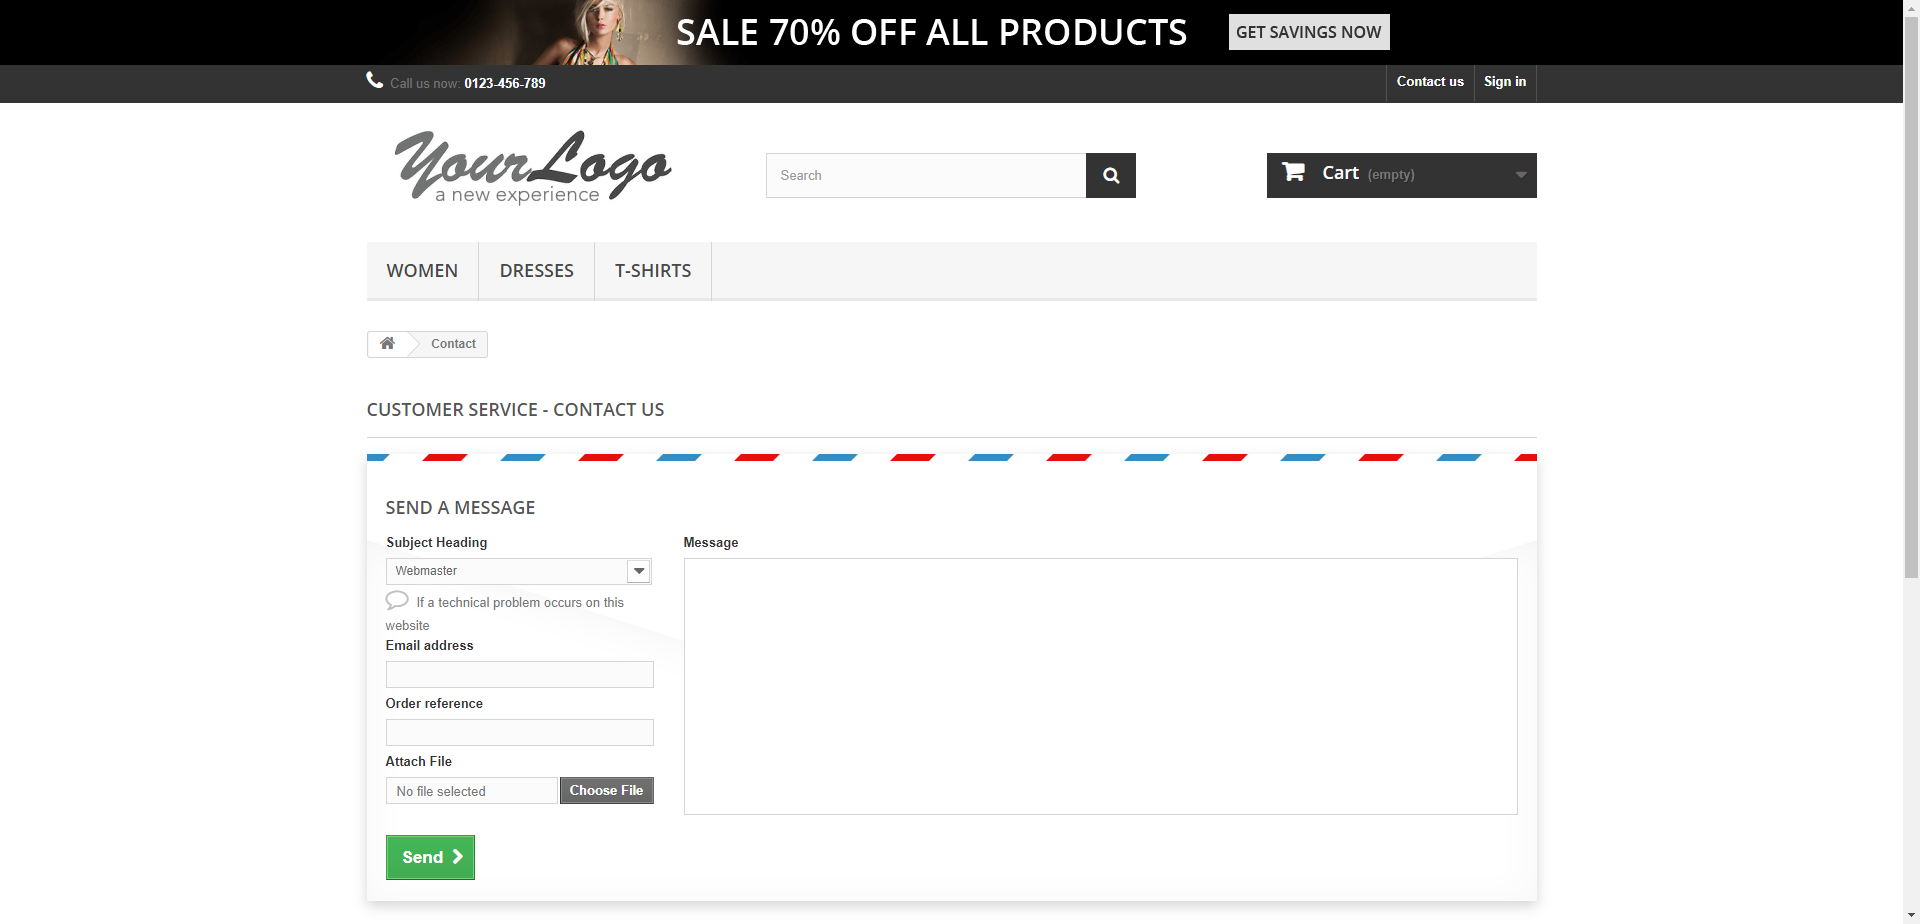 SALE 70% OFF ALL PRODUCTS GET SAVINGS NOW
Call us now: 0123-456-789 Contact us Sign in
YourLogo
a new experience
Search
Cart (empty)
WOMEN DRESSES T-SHIRTS
Contact
CUSTOMER SERVICE - CONTACT US
SEND A MESSAGE
Subject Heading
Webmaster
If a technical problem occurs on this
website
Email address
Order reference
Attach File
No file selected Choose File
Message
Send